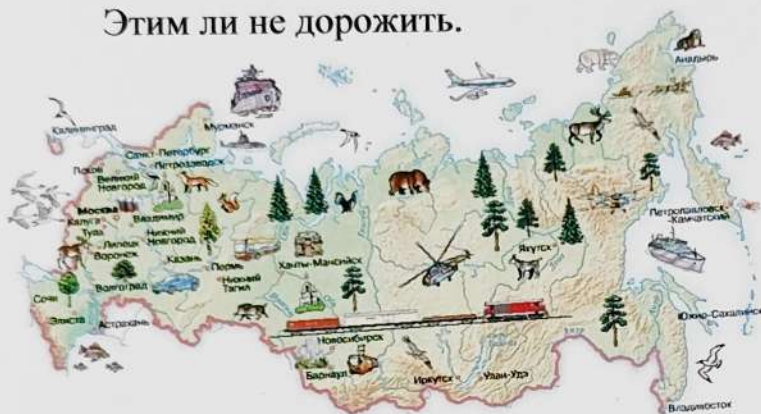 Этим ли не дорожить.
Анадырь
Калининград
Мурманск
Санкт-Петербург
Петрозаводск
Псков
Великий
Новгород
Москва
Владимир
Калуга
Тула
Нижний
Новгород
Липецк
Воронеж
Казань
Пермь
Ханты-Мансийск
Якутск
Петропавловск-
Камчатский
Сочи
Волгоград
Нижний
Тагил
Элиста
Астрахань
Новосибирск
Барнаул
Иркутск
Улан-Удэ
Южно-Сахалинск
Владивосток